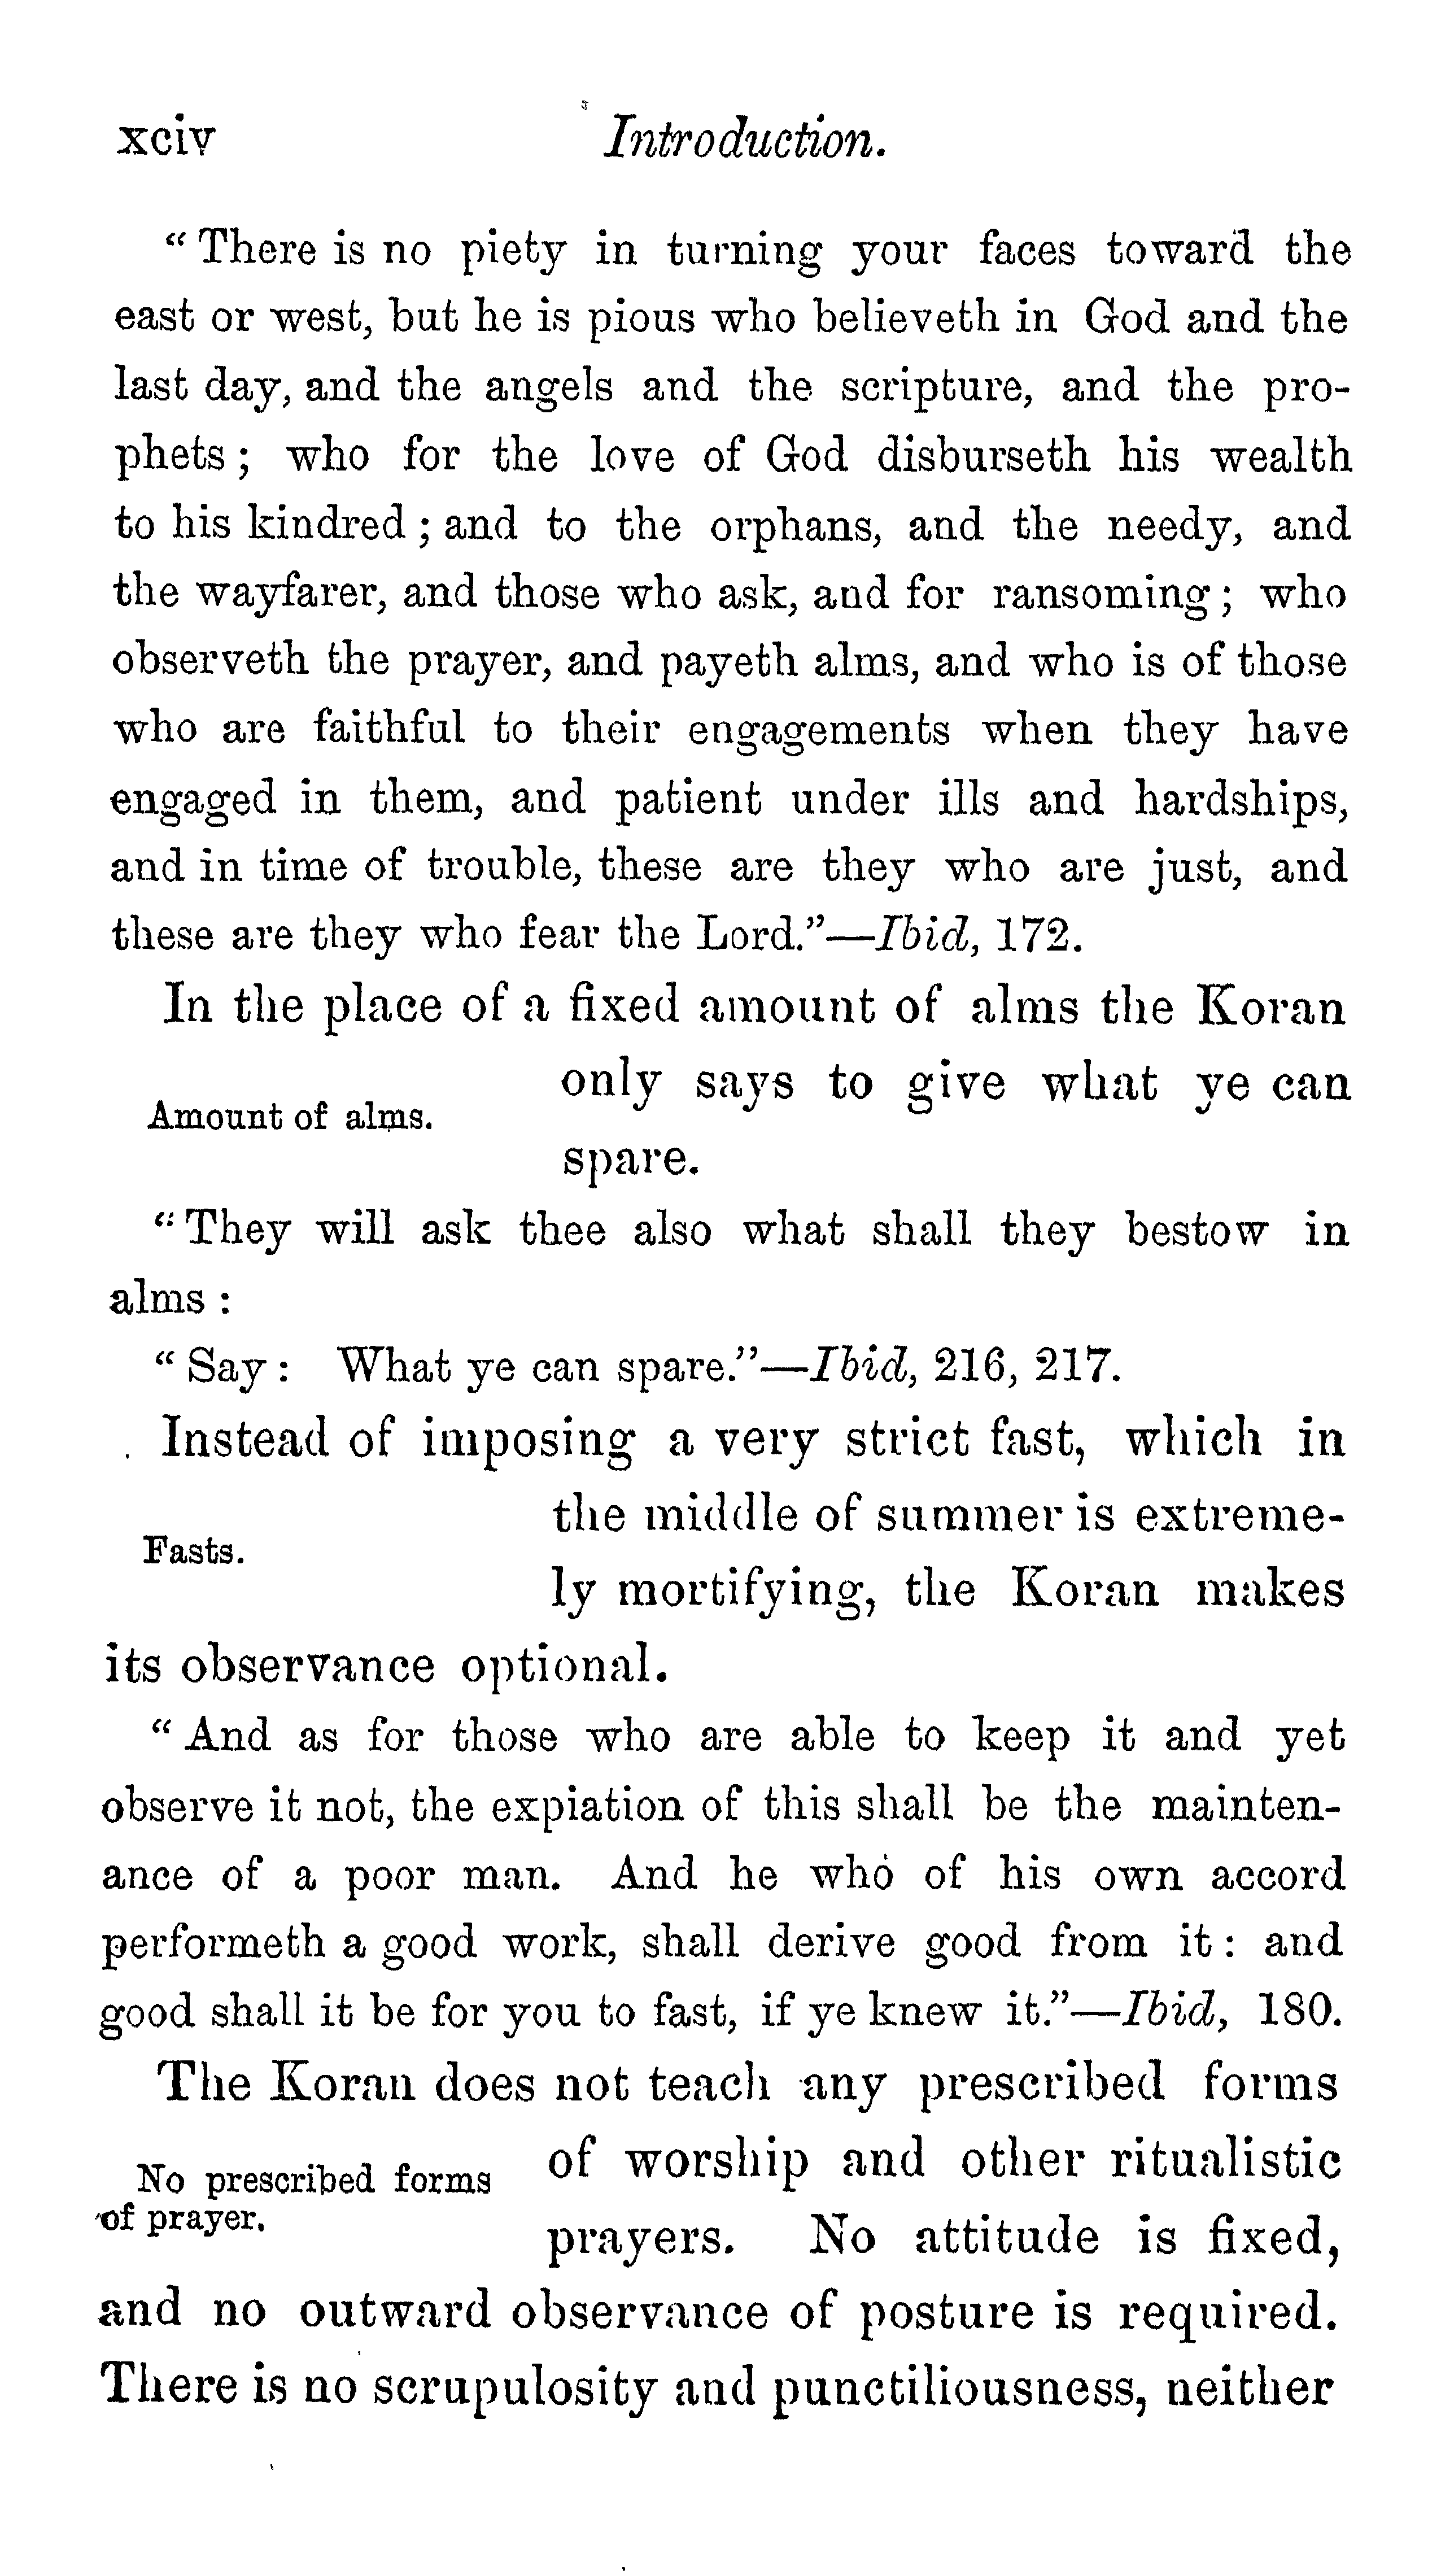 xciv Introduction.
“ There is no piety in turning your faces toward the
east or west, but he is pious who believeth in God and the
last day, and the angels and the scripture, and the pro-
phets ; who for the love of God disburseth his wealth
to his kindred ; and to the orphans, and the needy, and
the wayfarer, and those who ask, and for ransoming ; who
observeth the prayer, and payeth alms, and who is of those
who are faithful to their engagements when they have
engaged in them, and patient under ills and hardships,
and in time of trouble, these are they who are just, and
these are they who fear the Lord.”—Ibid, 172.
In the place of a fixed amount of alms the Koran
Amount of alms.
only says to give what ye can
spare.
“ They will ask thee also what shall they bestow in
alms :
“ Say : What ye can spare.”—Ibid, 216, 217.
Instead of imposing a very strict fast, which in
Fasts.
the middle of summer is extreme-
ly mortifying, the Koran makes
its observance optional.
“ And as for those who are able to keep it and yet
observe it not, the expiation of this shall be the mainten-
ance of a poor man. And he who of his own accord
performeth a good work, shall derive good from it : and
good shall it be for you to fast, if ye knew it.”—Ibid, 180.
The Koran does not teach any prescribed forms
No prescribed forms
of prayer.
of worship and other ritualistic
prayers. No attitude is fixed,
and no outward observance of posture is required.
There is no scrupulosity and punctiliousness, neither